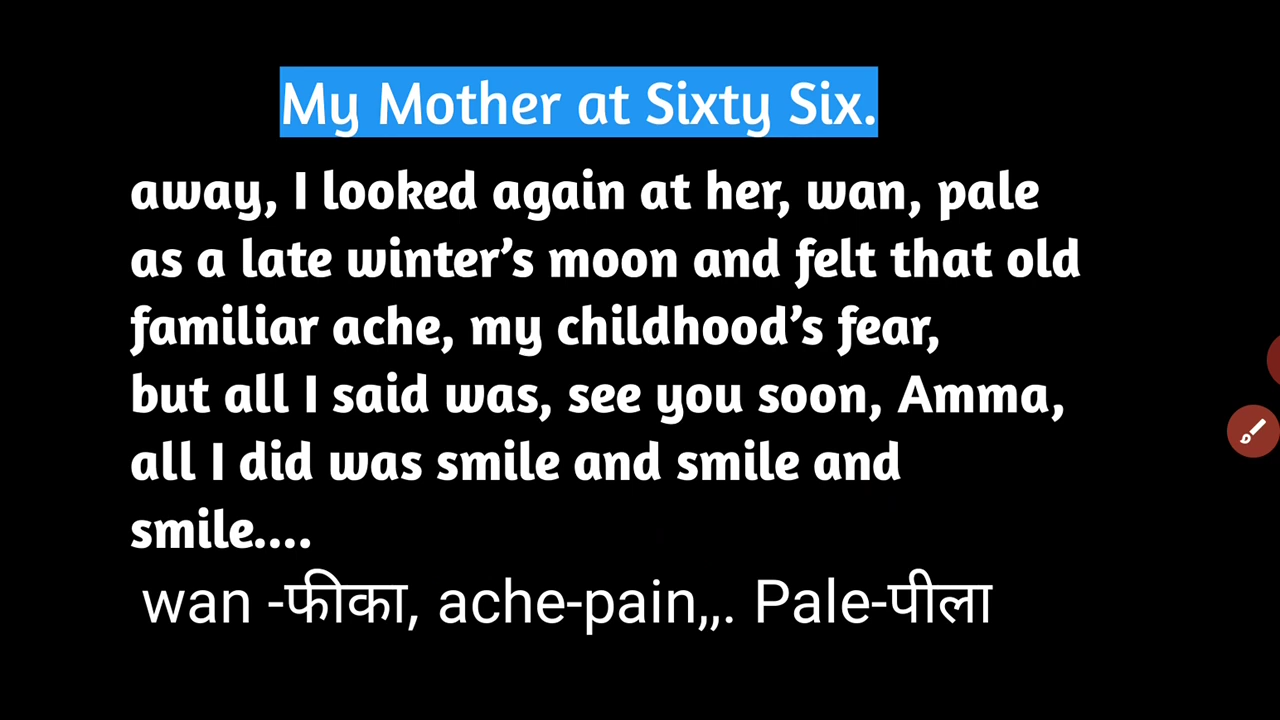 My Mother at Sixty Six.
away, I looked again at her, wan, pale
as a late winter’s moon and felt that old
familiar ache, my childhood’s fear,
but all I said was, see you soon, Amma,
all I did was smile and smile and
smile....
wan -फीका, ache-pain,,. Pale-पीला